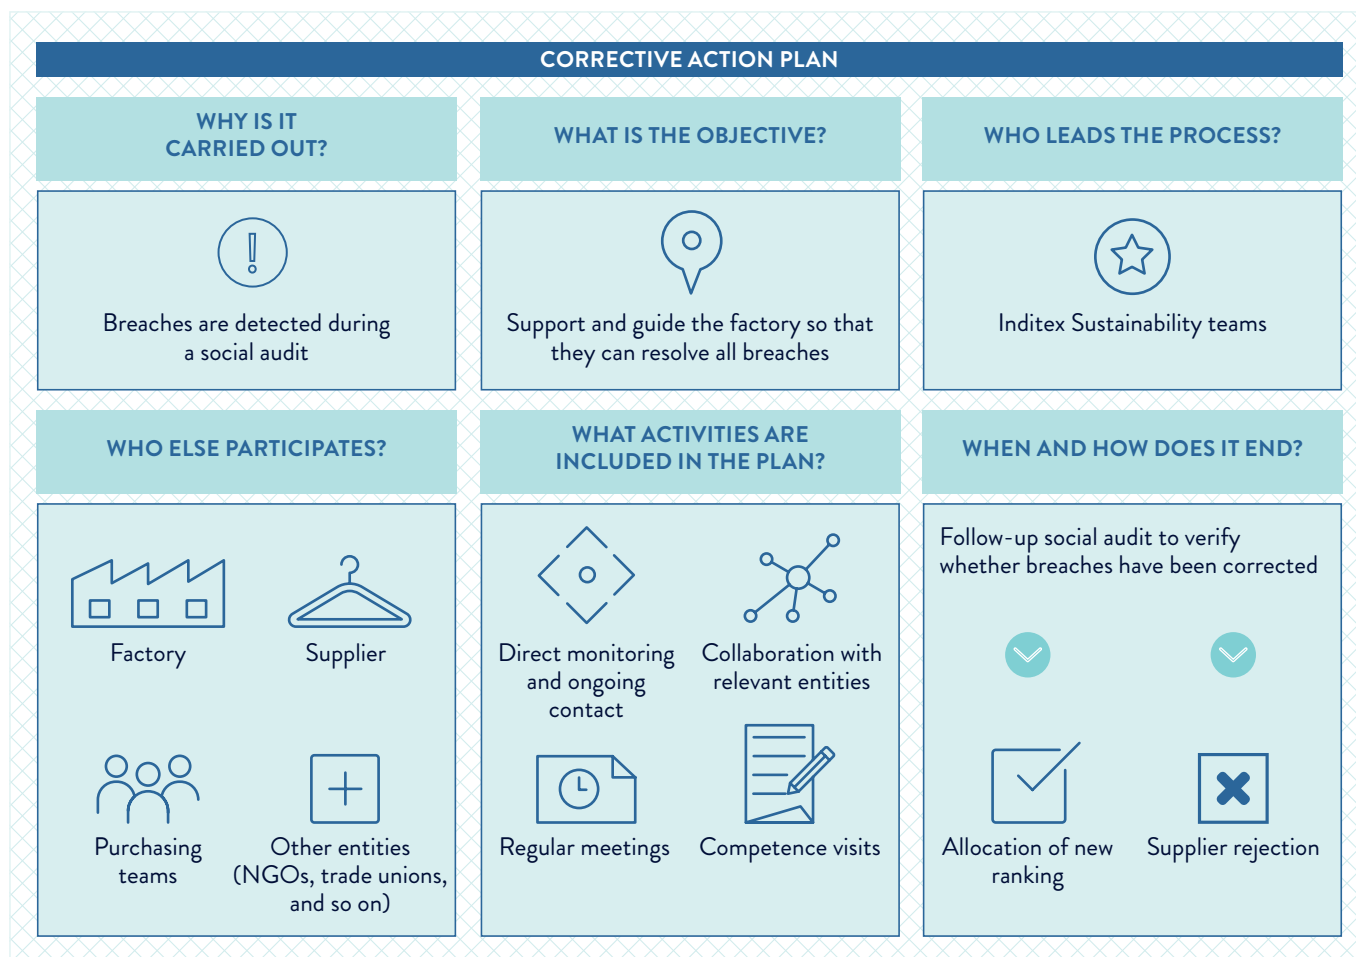 CORRECTIVE ACTION PLAN
WHY IS IT
CARRIED OUT?
Breaches are detected during
a social audit
WHAT IS THE OBJECTIVE?
Support and guide the factory so that
they can resolve all breaches
WHO LEADS THE PROCESS?
Inditex Sustainability teams
WHO ELSE PARTICIPATES?
Factory
Supplier
Purchasing
teams
Other entities
(NGOs, trade unions,
and so on)
WHAT ACTIVITIES ARE
INCLUDED IN THE PLAN?
Direct monitoring
and ongoing
contact
Collaboration with
relevant entities
Regular meetings
Competence visits
WHEN AND HOW DOES IT END?
Follow-up social audit to verify
whether breaches have been corrected
Allocation of new
ranking
Supplier rejection